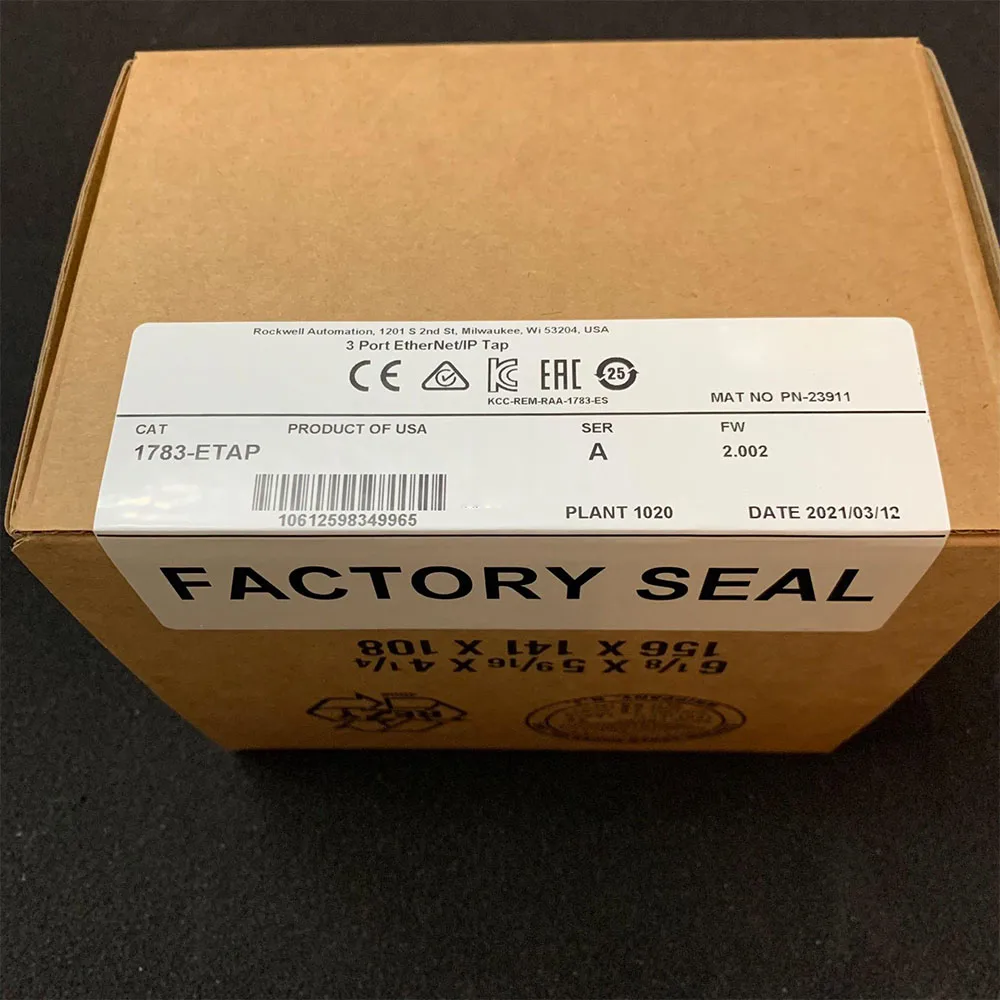 Rockwell Automation, 1201 S 2nd St, Milwaukee, Wi 53204, USA
3 Port EtherNet/IP Tap
CE KC EAC 25
KCC-REM-RAA-1783-ES
MAT NO PN-23911
CAT PRODUCT OF USA SER FW
1783-ETAP A 2.002
10612598349965 PLANT 1020 DATE 2021/03/12
FACTORY SEAL
156 X 141 X 108
6 1/8 X 5 9/16 X 4 1/4